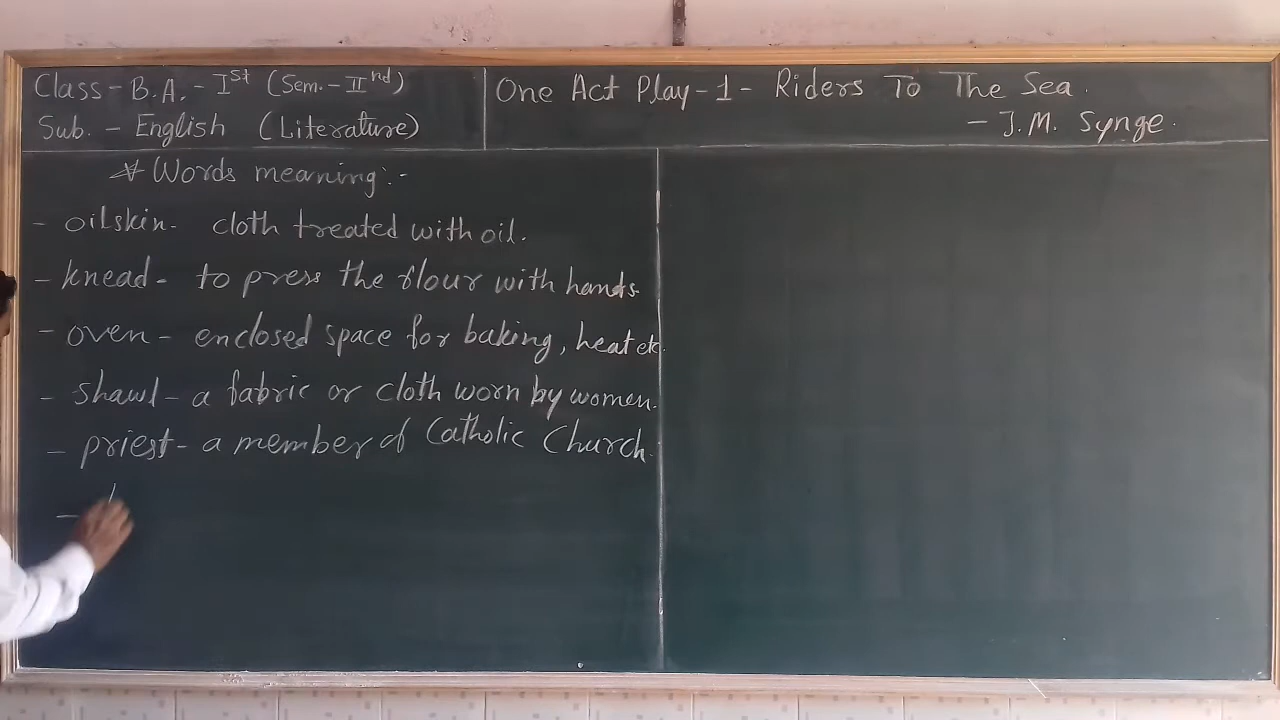 Class - B.A. - Ist (Sem. - IInd)
Sub. - English (Literature)
One Act Play - 1 - Riders To The Sea.
- J.M. Synge.
* Words meaning:-
- oilskin - cloth treated with oil.
- knead - to press the flour with hands.
- oven - enclosed space for baking, heat etc.
- shawl - a fabric or cloth worn by women.
- priest - a member of Catholic Church.
-